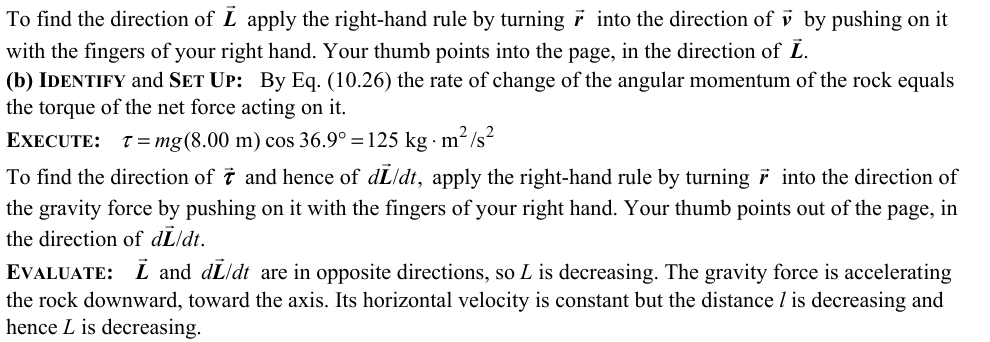 To find the direction of L⃗ apply the right-hand rule by turning r⃗ into the direction of v⃗ by pushing on it
with the fingers of your right hand. Your thumb points into the page, in the direction of L⃗.
(b) IDENTIFY and SET UP: By Eq. (10.26) the rate of change of the angular momentum of the rock equals
the torque of the net force acting on it.
EXECUTE: τ = mg(8.00 m) cos 36.9° = 125 kg · m²/s²
To find the direction of τ⃗ and hence of dL⃗/dt, apply the right-hand rule by turning r⃗ into the direction of
the gravity force by pushing on it with the fingers of your right hand. Your thumb points out of the page, in
the direction of dL⃗/dt.
EVALUATE: L⃗ and dL⃗/dt are in opposite directions, so L is decreasing. The gravity force is accelerating
the rock downward, toward the axis. Its horizontal velocity is constant but the distance l is decreasing and
hence L is decreasing.